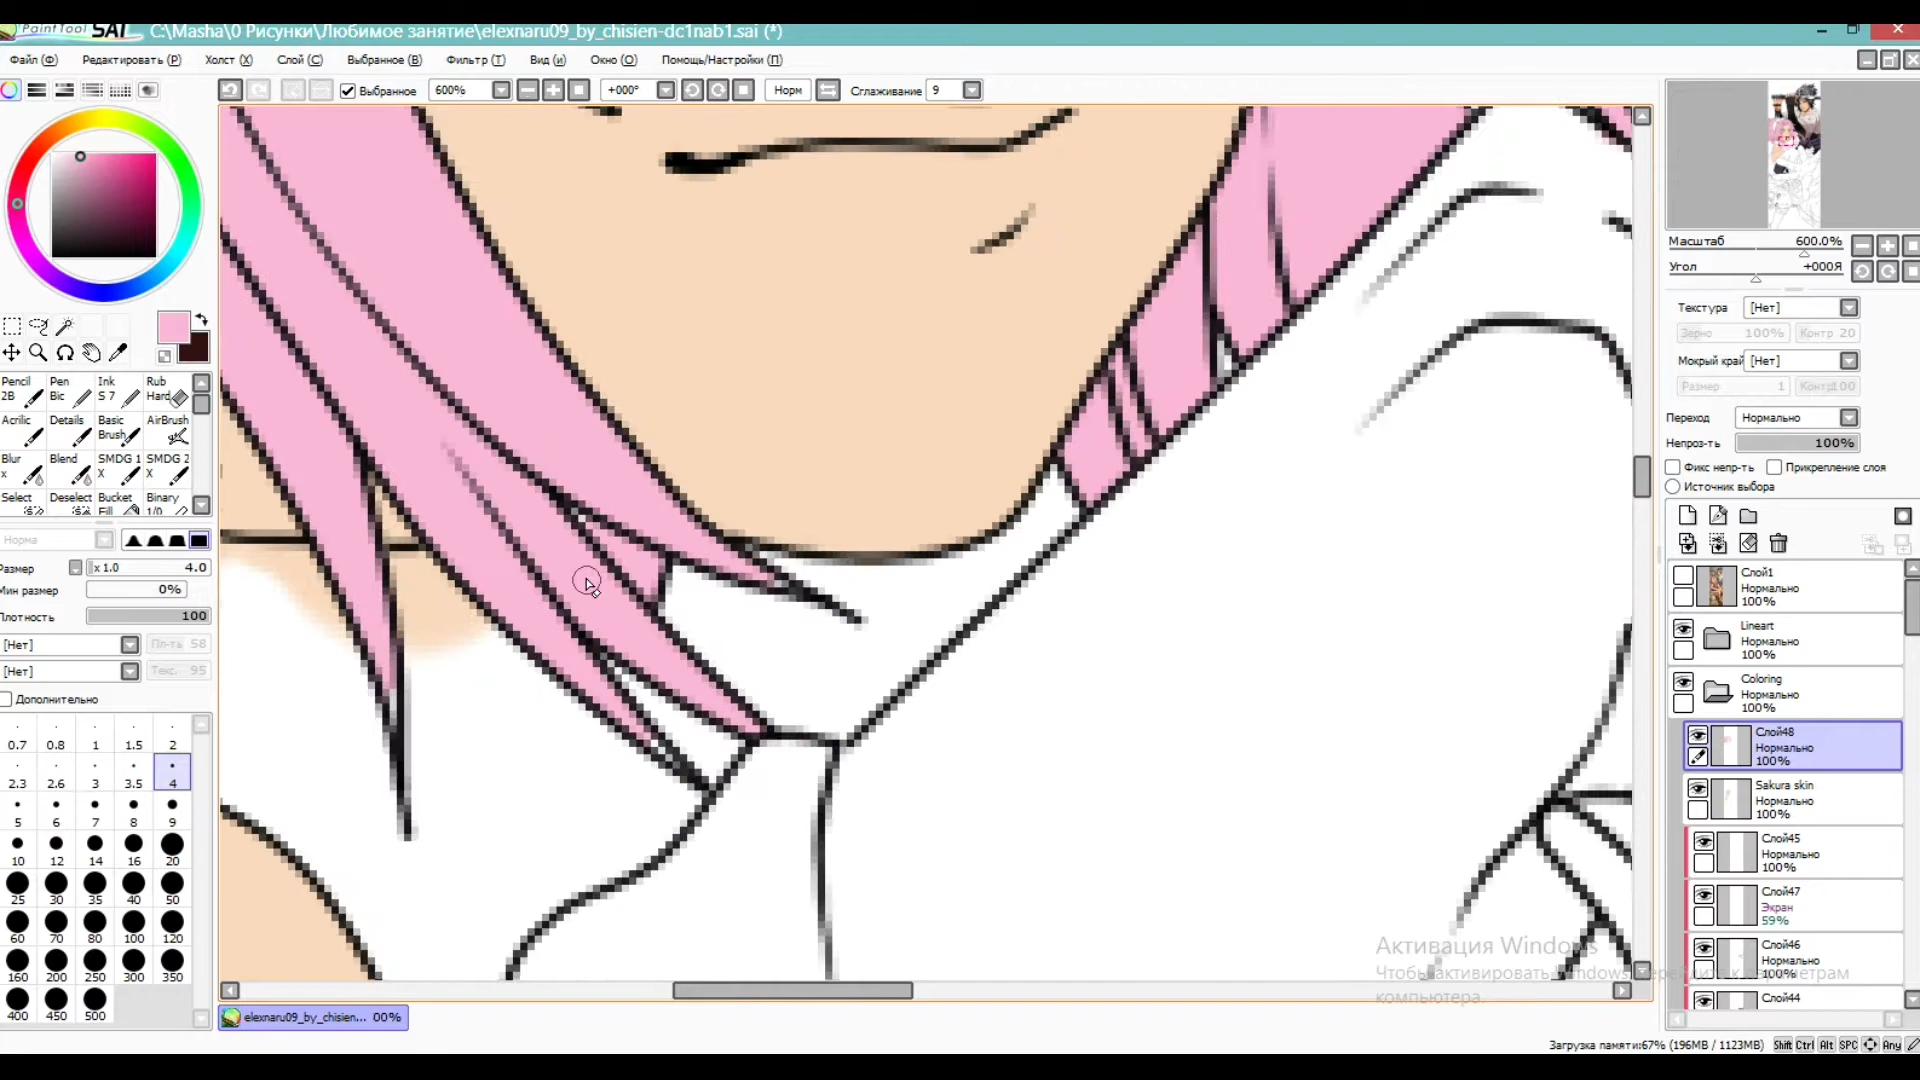 PaintTool SAI C:\Masha\0 Рисунки\Любимое занятие\elexnaru09_by_chisien-dc1nab1.sai (*)
Файл (Ф) Редактировать (Р) Холст (Х) Слой (С) Выбранное (В) Фильтр (Т) Вид (и) Окно (О) Помощь/Настройки (П)
Выбранное 600% +000° Норм Сглаживание 9
Масштаб 600.0%
Угол +000Я
Текстура [Нет]
Зерно 100% Контр 20
Мокрый край [Нет]
Размер 1 Контр 100
Переход Нормально
Непроз-ть 100%
Фикс непр-ть Прикрепление слоя
Источник выбора
Pencil Pen Ink Rub
2B Bic S 7 Hard
Acrilic Details Basic Brush AirBrush
Blur Blend SMDG 1 SMDG 2
x X X
Select Deselect Bucket Binary
Fill 1/0
Норма
Размер x 1.0 4.0
Мин размер 0%
Плотность 100
[Нет] Пл-ть 58
[Нет] Текс. 95
Дополнительно
0.7 0.8 1 1.5 2
2.3 2.6 3 3.5 4
5 6 7 8 9
10 12 14 16 20
25 30 35 40 50
60 70 80 100 120
160 200 250 300 350
400 450 500
Слой1
Нормально
100%
Lineart
Нормально
100%
Coloring
Нормально
100%
Слой48
Нормально
100%
Sakura skin
Нормально
100%
Слой45
Нормально
100%
Слой47
Экран
59%
Слой46
Нормально
100%
Слой44
Активация Windows
Чтобы активировать Windows, перейдите к параметрам
компьютера.
elexnaru09_by_chisien... 00%
Загрузка памяти:67% (196MB / 1123MB) Shift Ctrl Alt SPC Any